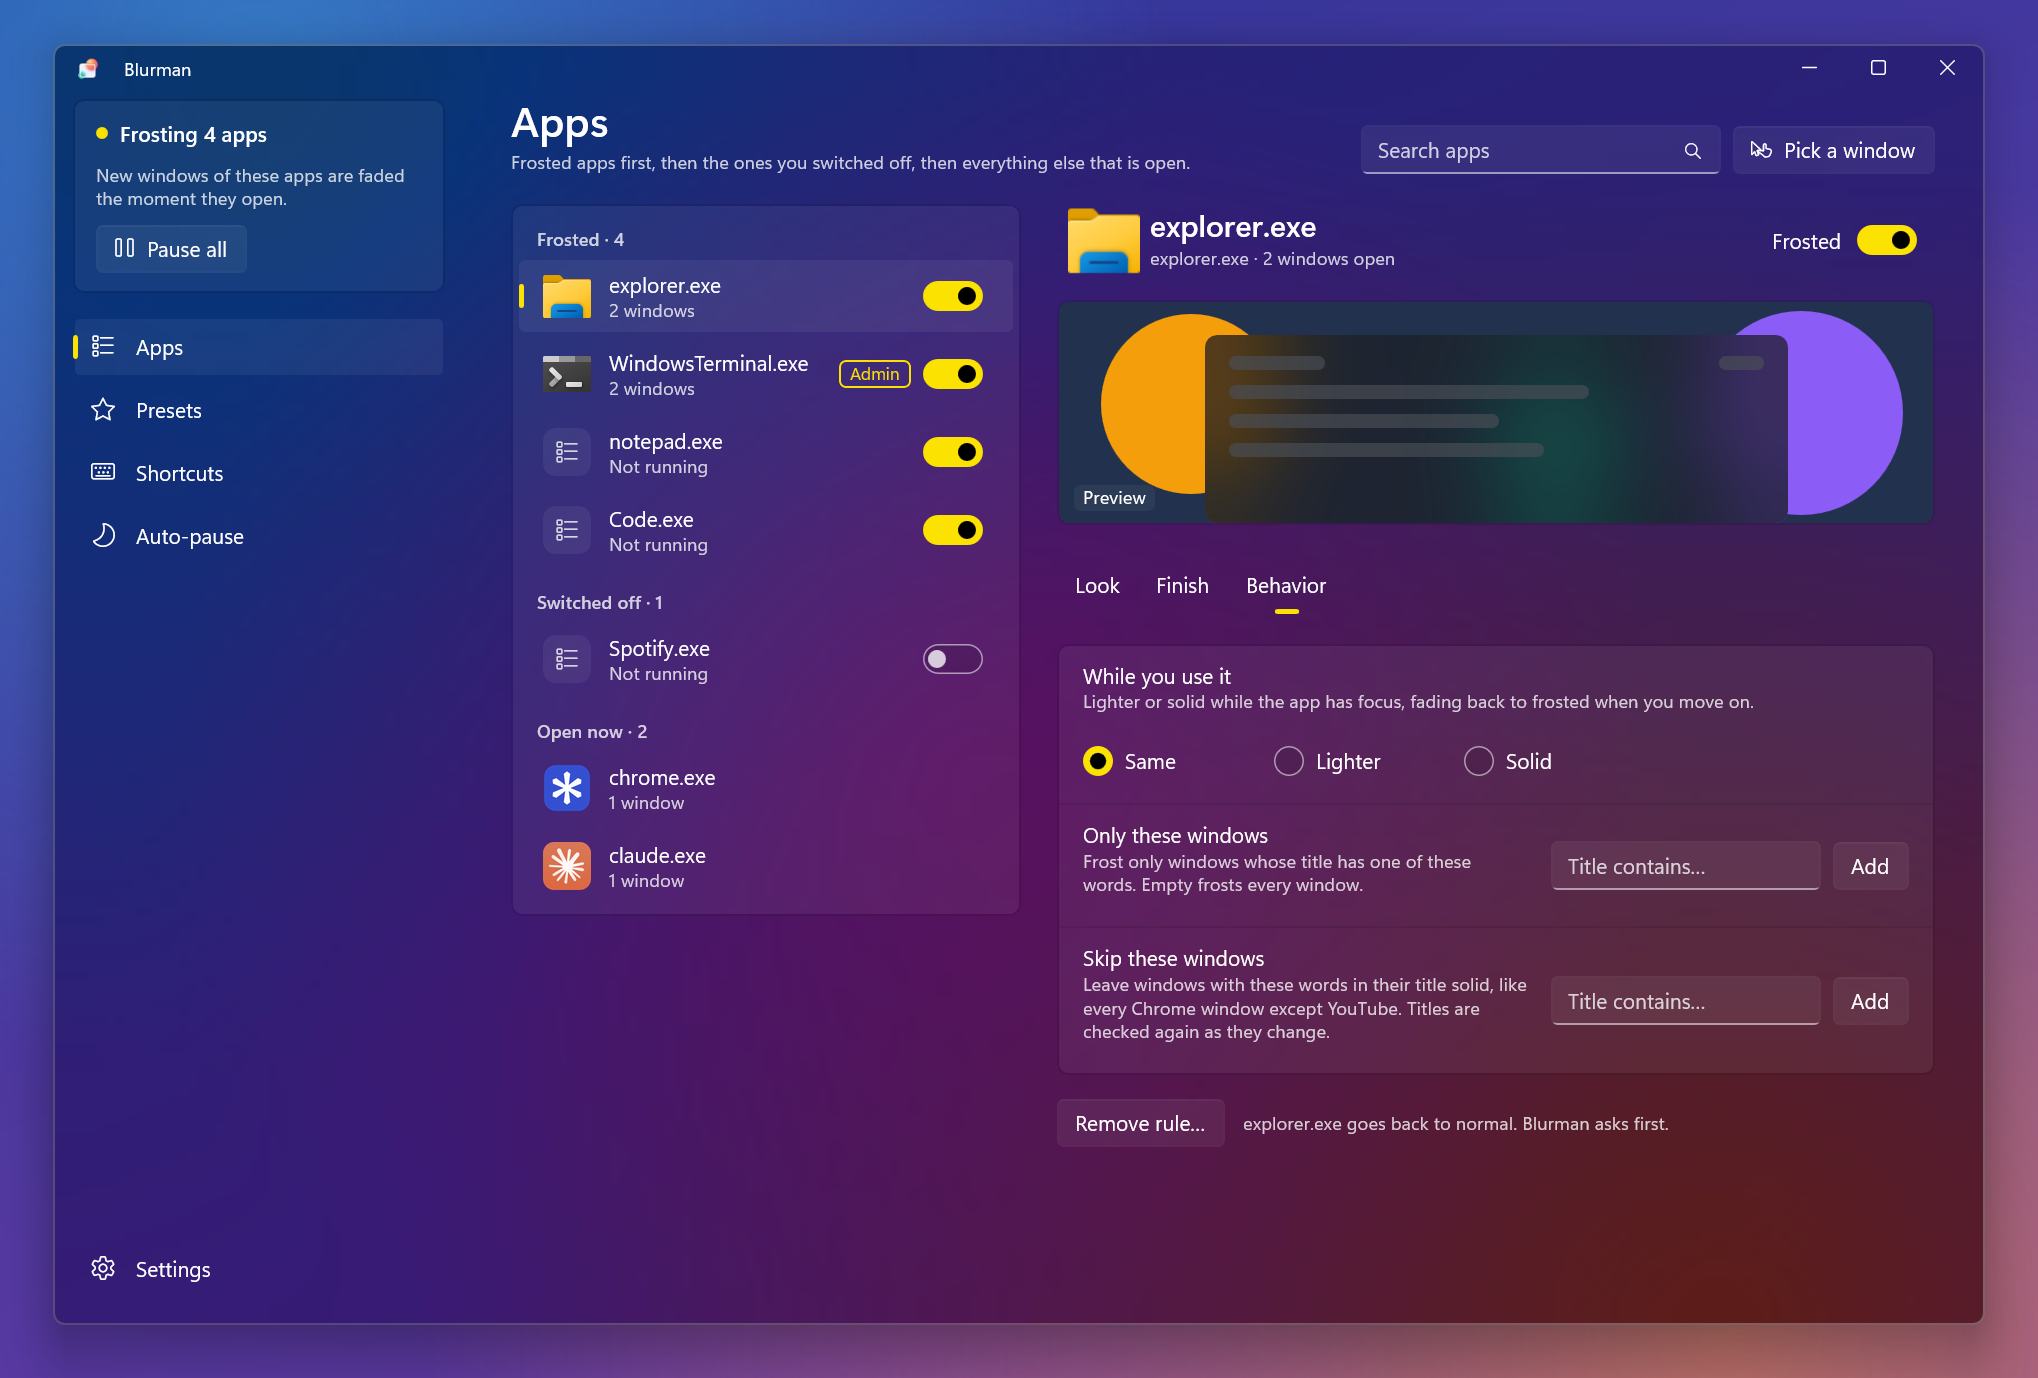 Blurman
Frosting 4 apps
New windows of these apps are faded
the moment they open.
Pause all
Apps
Presets
Shortcuts
Auto-pause
Settings
Apps
Frosted apps first, then the ones you switched off, then everything else that is open.
Search apps
Pick a window
Frosted · 4
explorer.exe
2 windows
WindowsTerminal.exe
2 windows
Admin
notepad.exe
Not running
Code.exe
Not running
Switched off · 1
Spotify.exe
Not running
Open now · 2
chrome.exe
1 window
claude.exe
1 window
explorer.exe
explorer.exe · 2 windows open
Frosted
Preview
Look
Finish
Behavior
While you use it
Lighter or solid while the app has focus, fading back to frosted when you move on.
Same
Lighter
Solid
Only these windows
Frost only windows whose title has one of these
words. Empty frosts every window.
Title contains...
Add
Skip these windows
Leave windows with these words in their title solid, like
every Chrome window except YouTube. Titles are
checked again as they change.
Title contains...
Add
Remove rule...
explorer.exe goes back to normal. Blurman asks first.